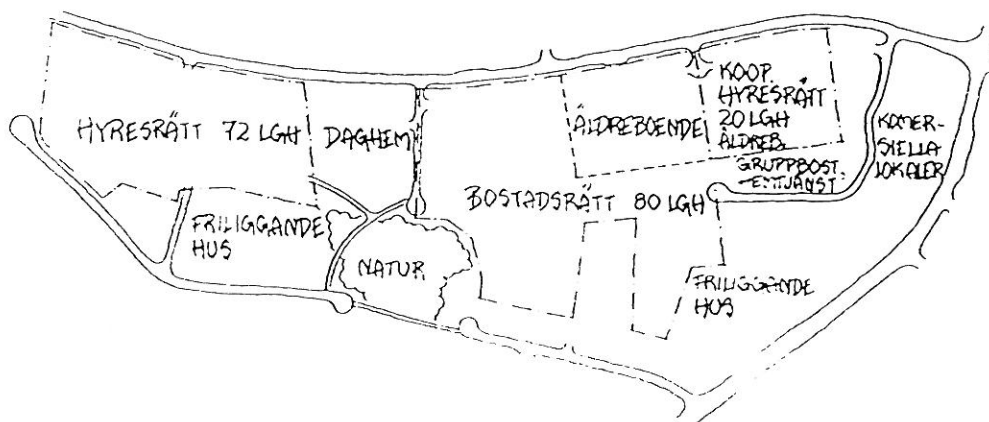 HYRESRÄTT 72 LGH
DAGHEM
ÄLDREBOENDE
KOOP.
HYRESRÄTT
20 LGH
ÄLDREB.
GRUPPBOST.
KOMER-
SIELLA
LOKALER
BOSTADSRÄTT 80 LGH
FRILIGGANDE
HUS
NATUR
FRILIGGANDE
HUS